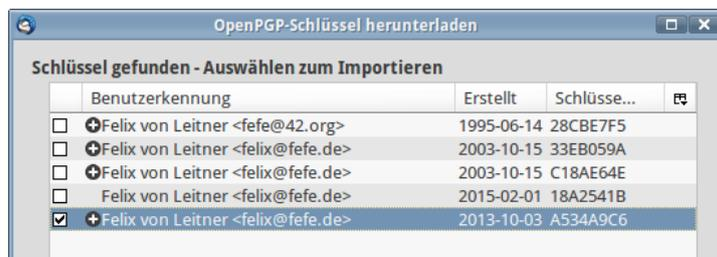 OpenPGP-Schlüssel herunterladen
Schlüssel gefunden - Auswählen zum Importieren
Benutzerkennung Erstellt Schlüsse...
Felix von Leitner <fefe@42.org> 1995-06-14 28CBE7F5
Felix von Leitner <felix@fefe.de> 2003-10-15 33EB059A
Felix von Leitner <felix@fefe.de> 2003-10-15 C18AE64E
Felix von Leitner <felix@fefe.de> 2015-02-01 18A2541B
Felix von Leitner <felix@fefe.de> 2013-10-03 A534A9C6